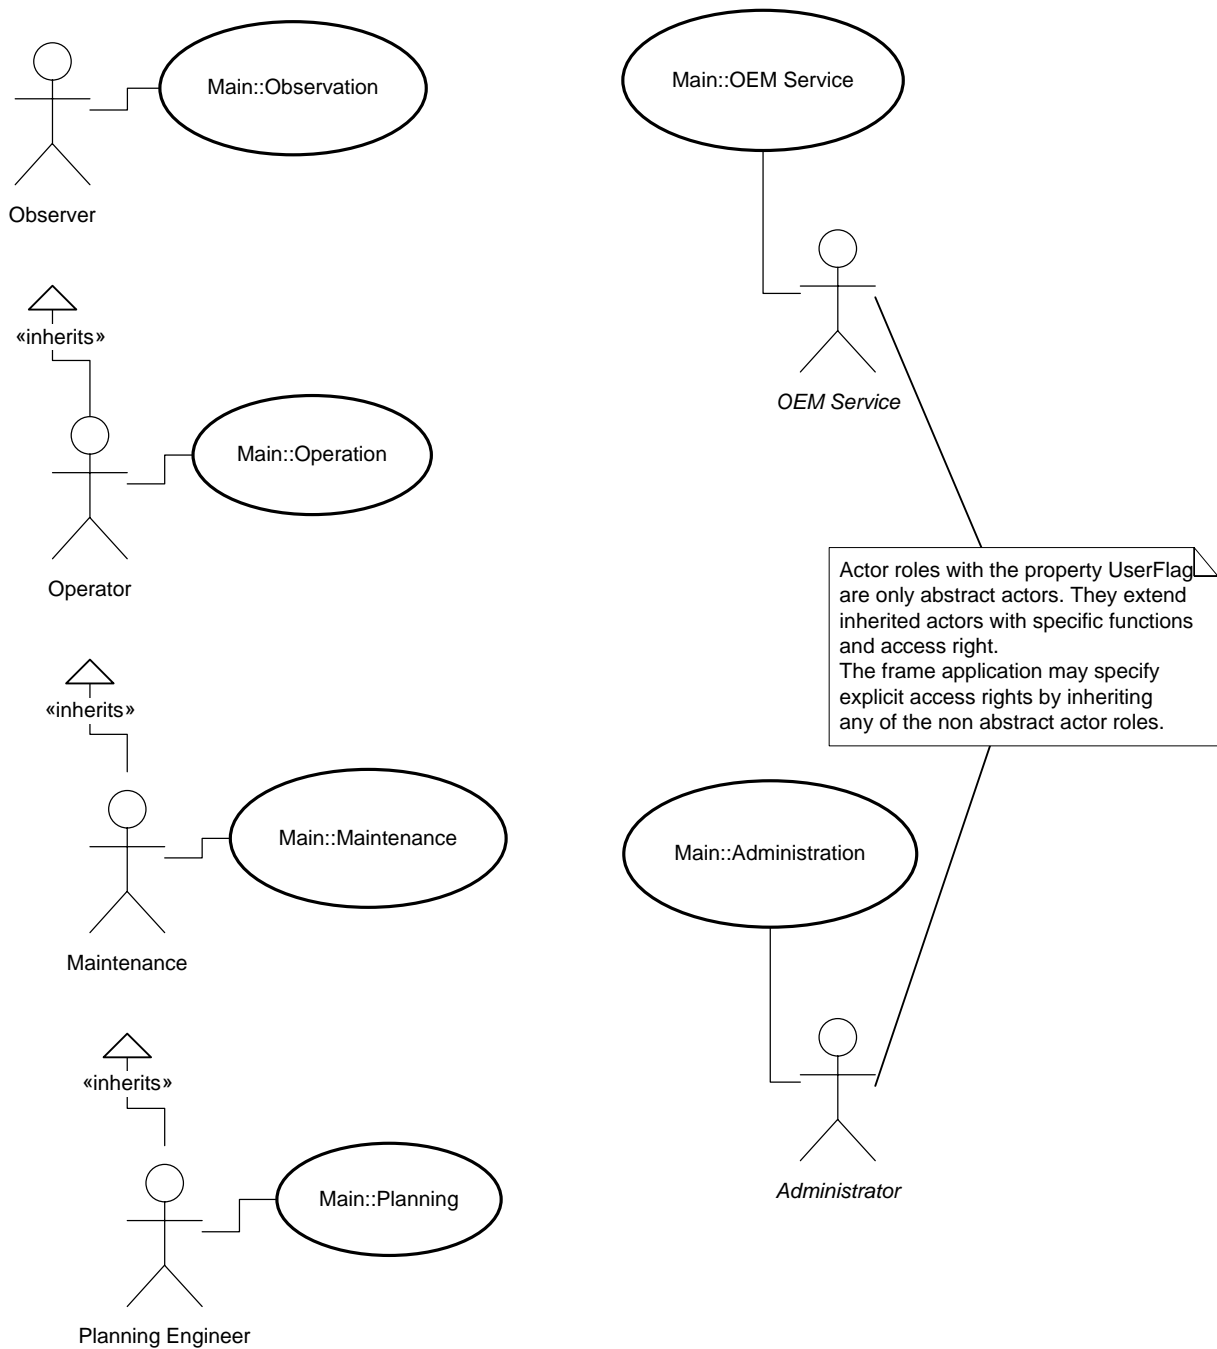 Main::Observation
Observer
«inherits»
Main::Operation
Operator
«inherits»
Main::Maintenance
Maintenance
«inherits»
Main::Planning
Planning Engineer
Main::OEM Service
OEM Service
Actor roles with the property UserFlag
are only abstract actors. They extend
inherited actors with specific functions
and access right.
The frame application may specify
explicit access rights by inheriting
any of the non abstract actor roles.
Main::Administration
Administrator